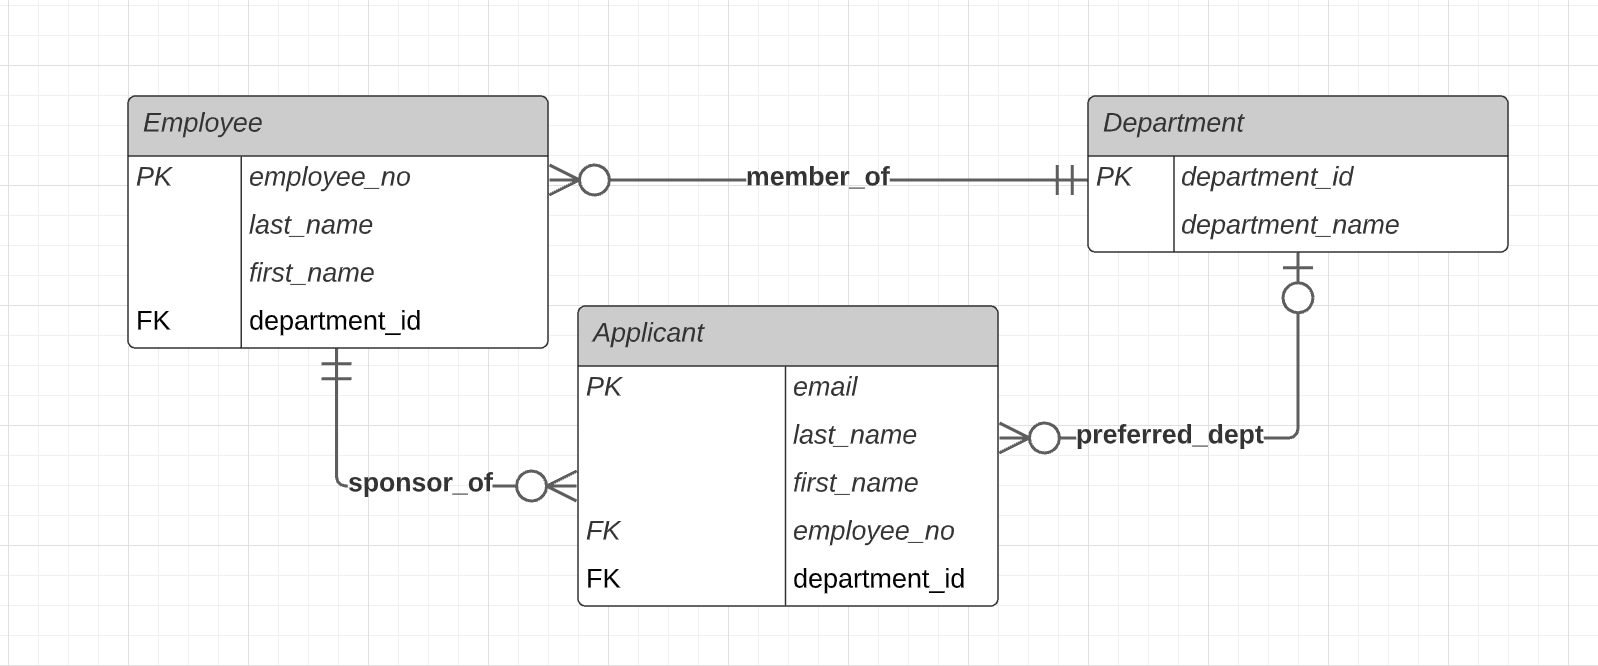 Employee
PK employee_no
last_name
first_name
FK department_id
member_of
Department
PK department_id
department_name
Applicant
PK email
last_name
first_name
FK employee_no
FK department_id
sponsor_of
preferred_dept